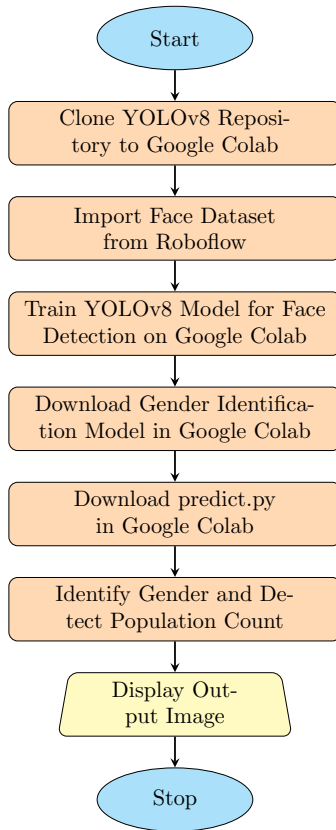 Start
Clone YOLOv8 Reposi-
tory to Google Colab
Import Face Dataset
from Roboflow
Train YOLOv8 Model for Face
Detection on Google Colab
Download Gender Identifica-
tion Model in Google Colab
Download predict.py
in Google Colab
Identify Gender and De-
tect Population Count
Display Out-
put Image
Stop